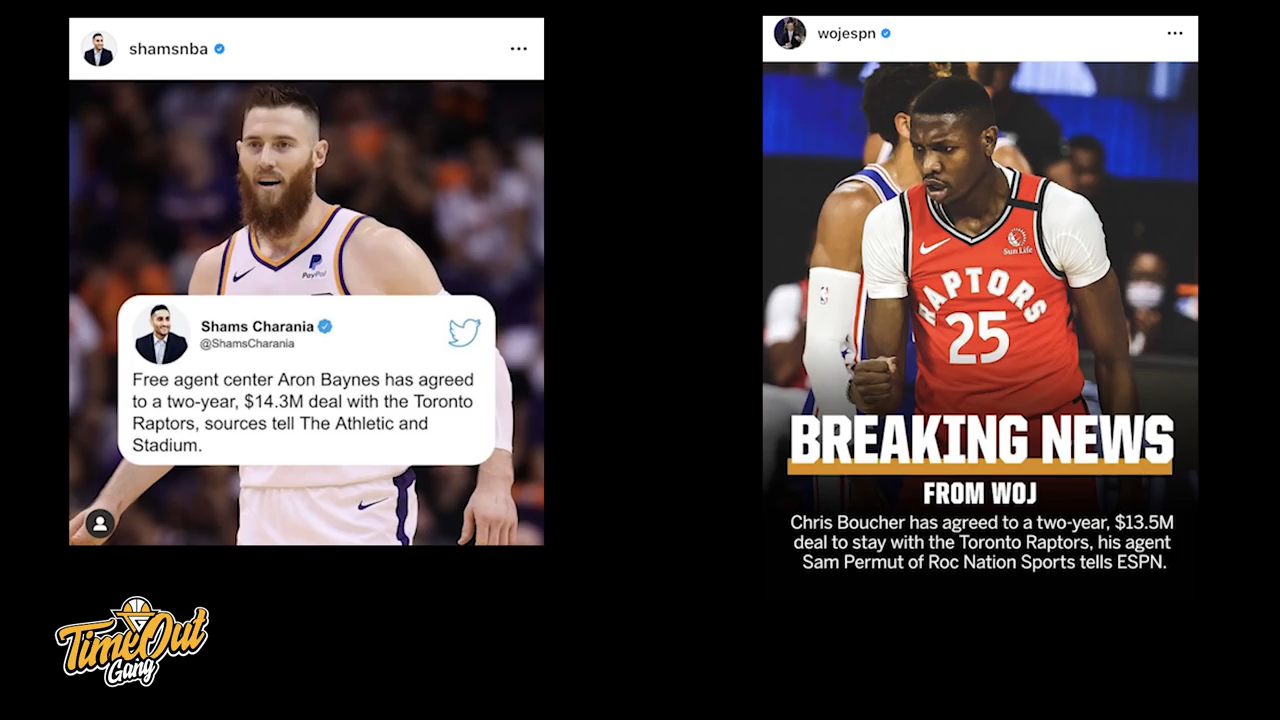 shamsnba
PayPal
Shams Charania
@ShamsCharania
Free agent center Aron Baynes has agreed
to a two-year, $14.3M deal with the Toronto
Raptors, sources tell The Athletic and
Stadium.
wojespn
Sun Life
RAPTORS
25
BREAKING NEWS
FROM WOJ
Chris Boucher has agreed to a two-year, $13.5M
deal to stay with the Toronto Raptors, his agent
Sam Permut of Roc Nation Sports tells ESPN.
TimeOut
Gang